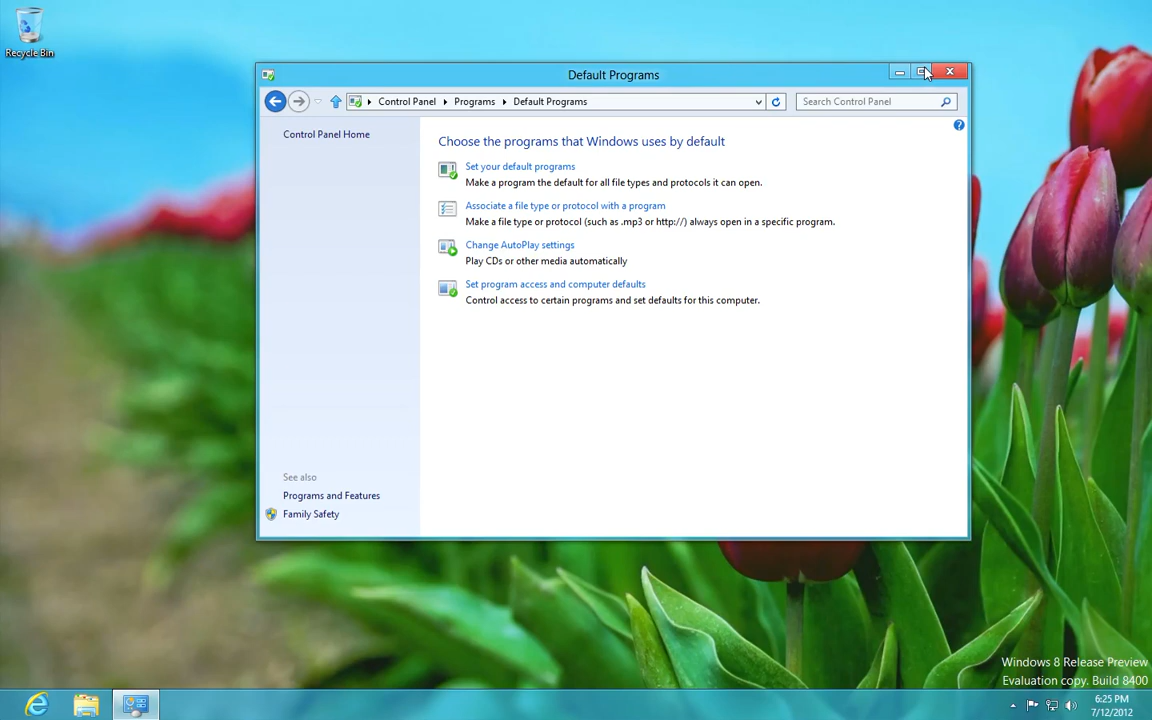 Recycle Bin
Default Programs
Control Panel Programs Default Programs
Search Control Panel
Control Panel Home
Choose the programs that Windows uses by default
Set your default programs
Make a program the default for all file types and protocols it can open.
Associate a file type or protocol with a program
Make a file type or protocol (such as .mp3 or http://) always open in a specific program.
Change AutoPlay settings
Play CDs or other media automatically
Set program access and computer defaults
Control access to certain programs and set defaults for this computer.
See also
Programs and Features
Family Safety
Windows 8 Release Preview
Evaluation copy. Build 8400
6:25 PM
7/12/2012